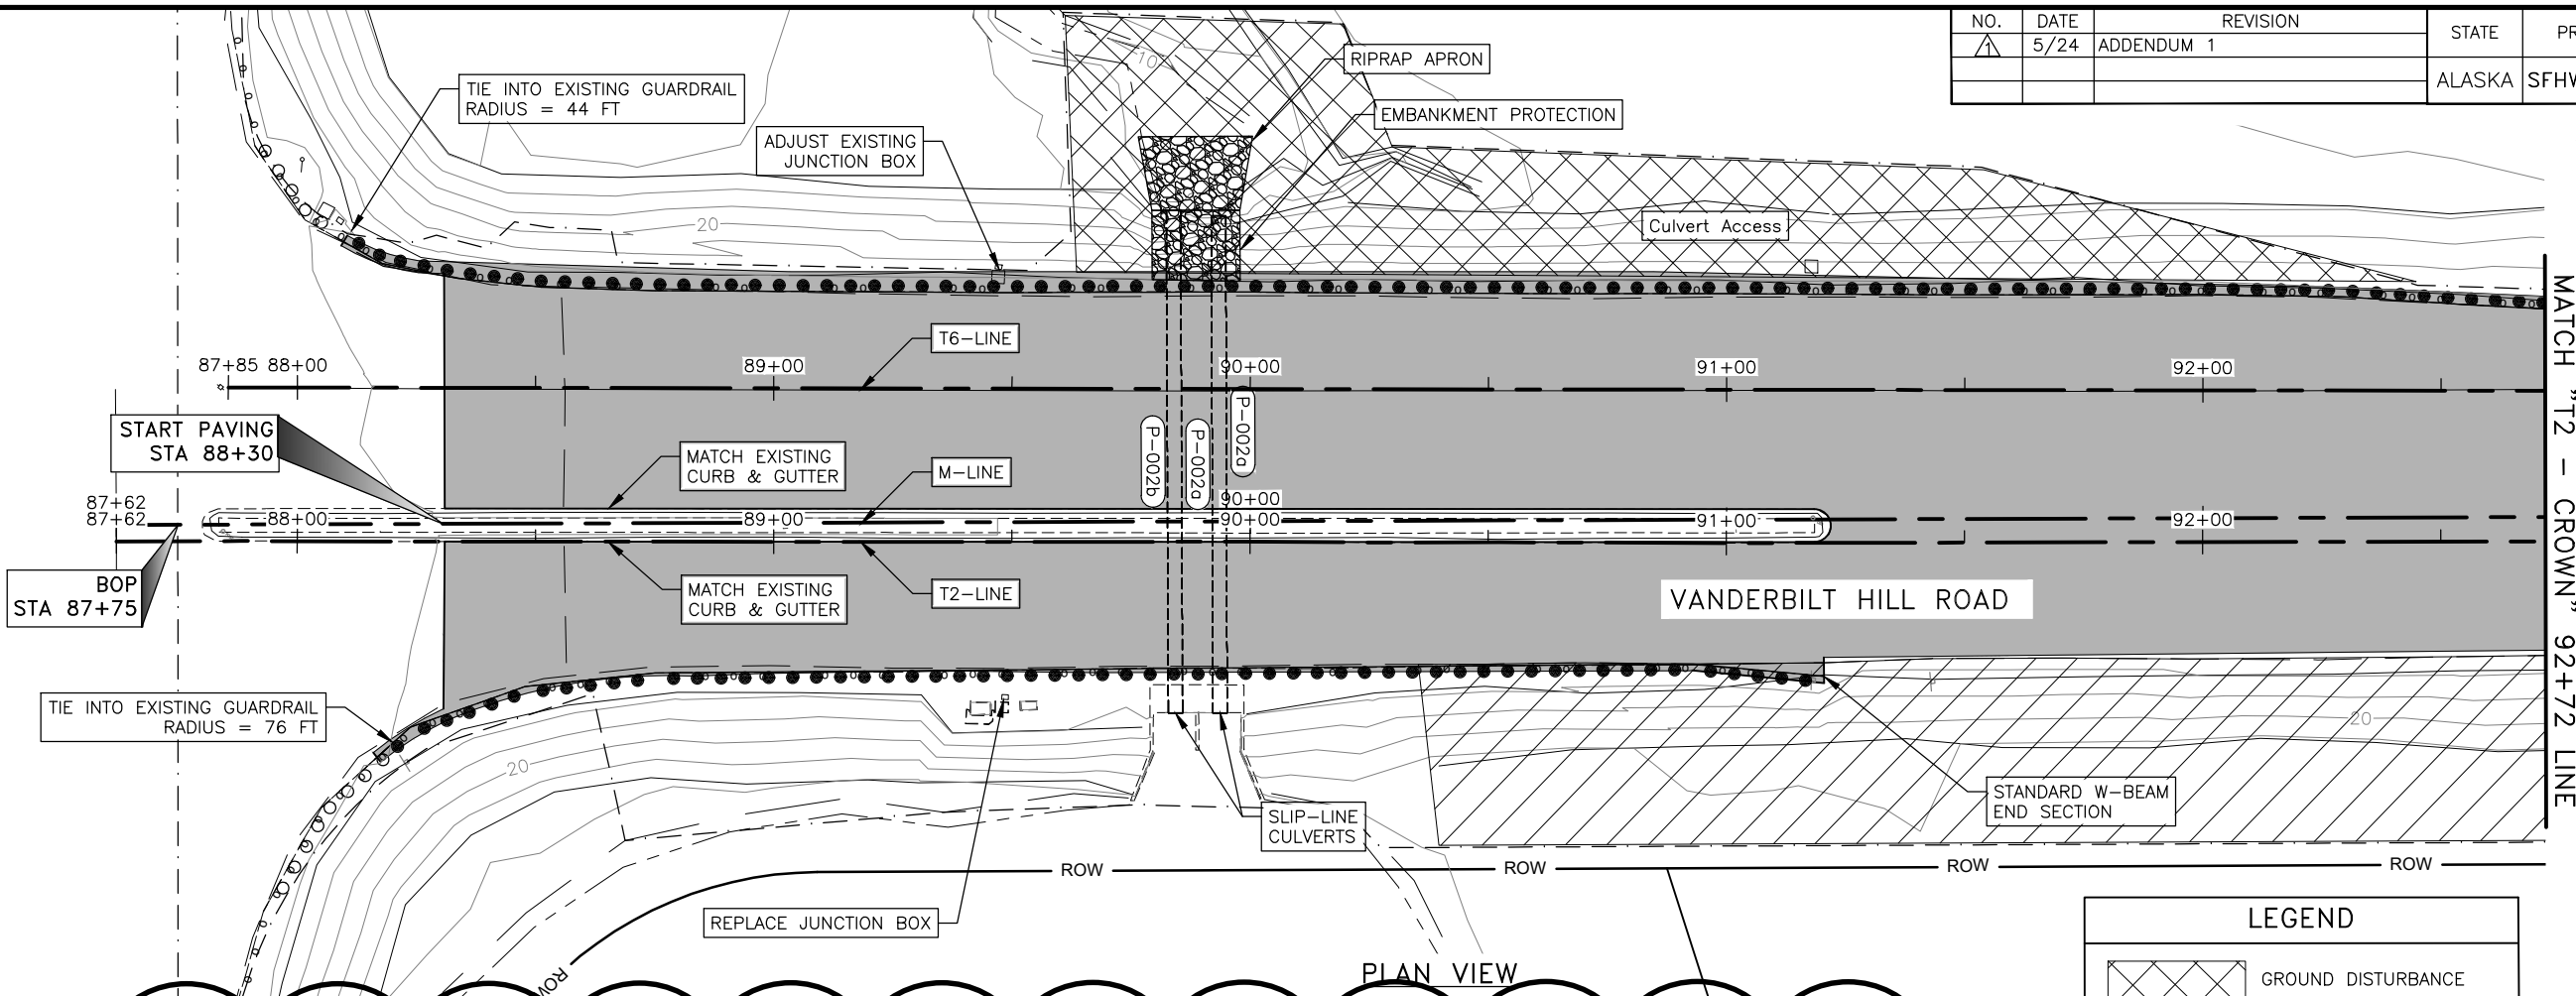 NO. DATE REVISION STATE
1 5/24 ADDENDUM 1
ALASKA SFHW
RIPRAP APRON
EMBANKMENT PROTECTION
TIE INTO EXISTING GUARDRAIL
RADIUS = 44 FT
ADJUST EXISTING
JUNCTION BOX
10
20
Culvert Access
T6-LINE
87+85 88+00 89+00 90+00 91+00 92+00
START PAVING
STA 88+30
MATCH EXISTING
CURB & GUTTER
M-LINE
P-002b
P-002a
P-002a
87+62
87+62
90+00
88+00 89+00 90+00 91+00 92+00
BOP
STA 87+75
MATCH EXISTING
CURB & GUTTER
T2-LINE
VANDERBILT HILL ROAD
MATCH "T2 - CROWN" 92+72 LINE
TIE INTO EXISTING GUARDRAIL
RADIUS = 76 FT
20
20
STANDARD W-BEAM
END SECTION
SLIP-LINE
CULVERTS
ROW ROW ROW ROW
REPLACE JUNCTION BOX
ROW
PLAN VIEW
LEGEND
GROUND DISTURBANCE